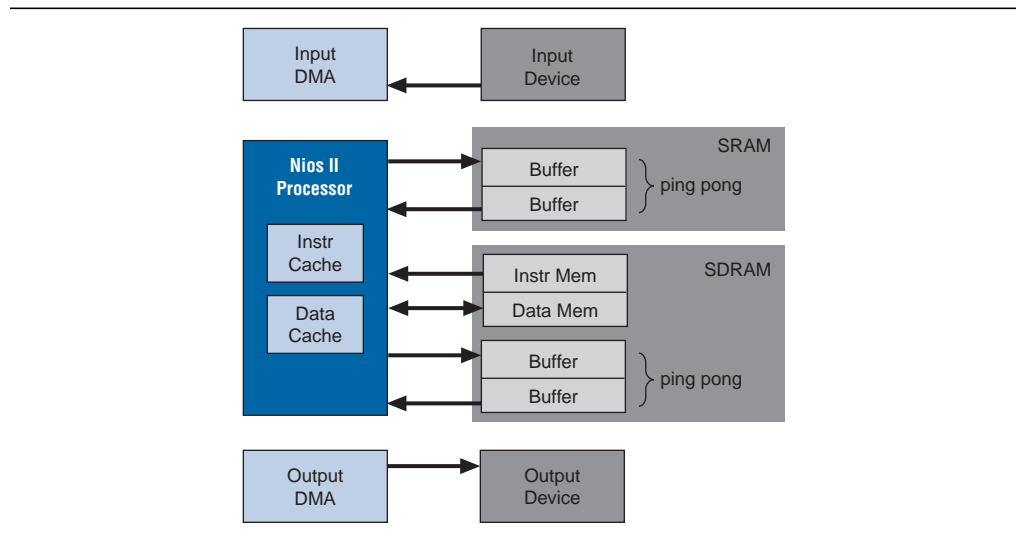 Input
DMA
Input
Device
Nios II
Processor
Instr
Cache
Data
Cache
SRAM
Buffer
Buffer
ping pong
SDRAM
Instr Mem
Data Mem
Buffer
Buffer
ping pong
Output
DMA
Output
Device